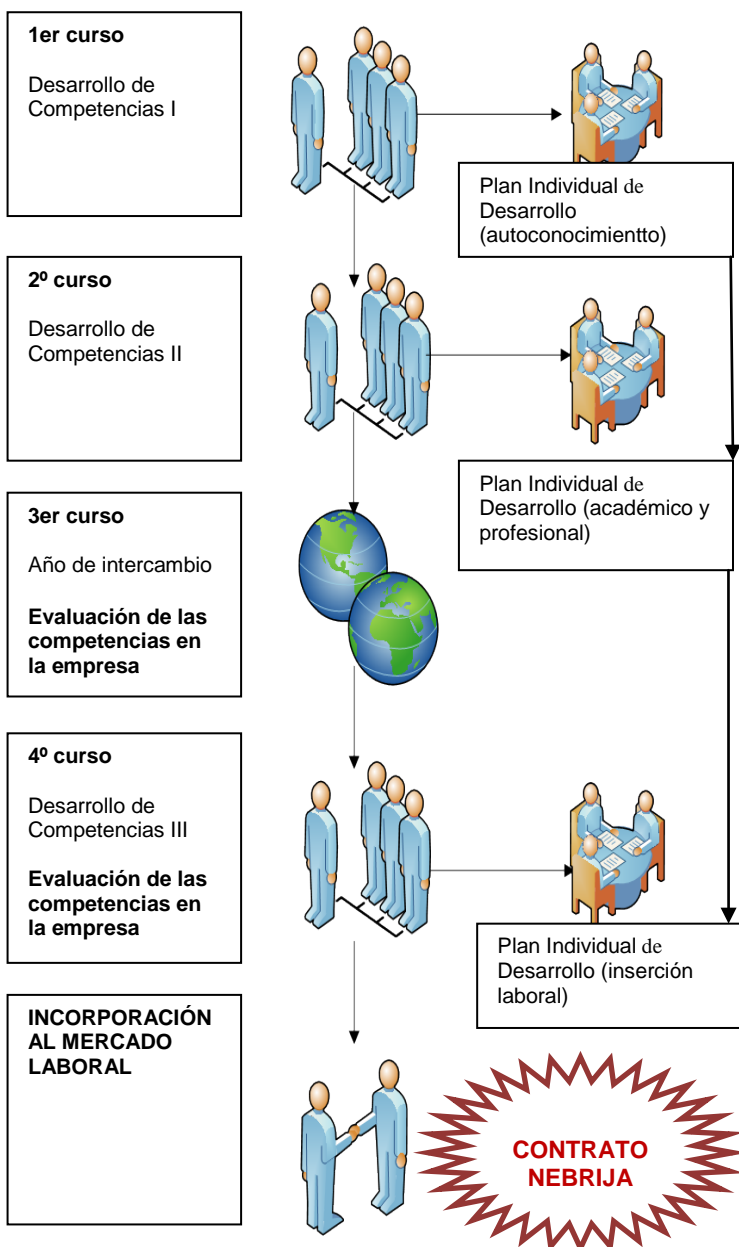 1er curso
Desarrollo de
Competencias I
Plan Individual de
Desarrollo
(autoconocimientto)
2º curso
Desarrollo de
Competencias II
Plan Individual de
Desarrollo (académico y
profesional)
3er curso
Año de intercambio
Evaluación de las
competencias en
la empresa
4º curso
Desarrollo de
Competencias III
Evaluación de las
competencias en
la empresa
Plan Individual de
Desarrollo (inserción
laboral)
INCORPORACIÓN
AL MERCADO
LABORAL
CONTRATO
NEBRIJA